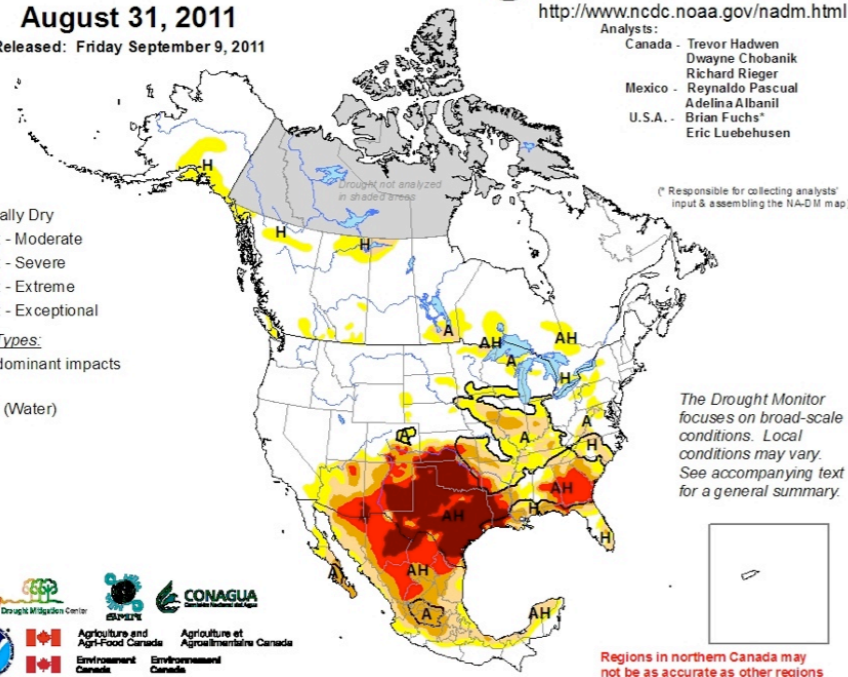 August 31, 2011
Released: Friday September 9, 2011
http://www.ncdc.noaa.gov/nadm.html
Analysts:
Canada - Trevor Hadwen
Dwayne Chobanik
Richard Rieger
Mexico - Reynaldo Pascual
Adelina Albanil
U.S.A. - Brian Fuchs*
Eric Luebehusen
(* Responsible for collecting analysts'
input & assembling the NA-DM map)
Drought not analyzed
in shaded areas
ally Dry
- Moderate
- Severe
- Extreme
- Exceptional
Types:
dominant impacts
(Water)
H
H
H
A
AH
AH
A
H
A
A
A
H
AH
AH
H
H
A
AH
A
AH
The Drought Monitor
focuses on broad-scale
conditions. Local
conditions may vary.
See accompanying text
for a general summary.
Drought Mitigation Center
CONAGUA
Comisión Nacional del Agua
Agriculture and
Agri-Food Canada
Agriculture et
Agroalimentaire Canada
Environment
Canada
Environnement
Canada
Regions in northern Canada may
not be as accurate as other regions